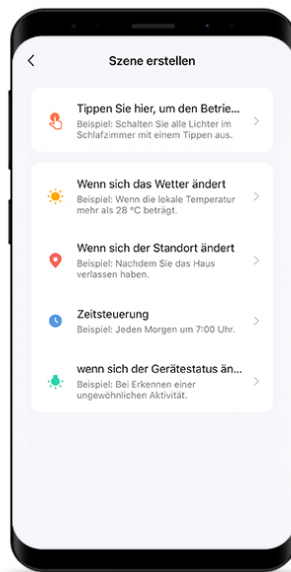 Szene erstellen
Tippen Sie hier, um den Betrie...
Beispiel: Schalten Sie alle Lichter im
Schlafzimmer mit einem Tippen aus.
Wenn sich das Wetter ändert
Beispiel: Wenn die lokale Temperatur
mehr als 28 °C beträgt.
Wenn sich der Standort ändert
Beispiel: Nachdem Sie das Haus
verlassen haben.
Zeitsteuerung
Beispiel: Jeden Morgen um 7:00 Uhr.
wenn sich der Gerätestatus än...
Beispiel: Bei Erkennen einer
ungewöhnlichen Aktivität.